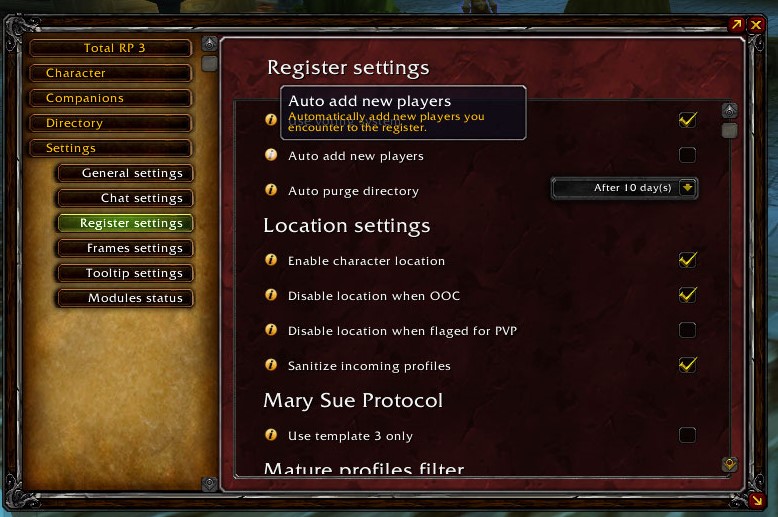 Total RP 3
Character
Companions
Directory
Settings
General settings
Chat settings
Register settings
Frames settings
Tooltip settings
Modules status
Register settings
Auto add new players
Automatically add new players you
encounter to the register.
Auto add new players
Auto purge directory
After 10 day(s)
Location settings
Enable character location
Disable location when OOC
Disable location when flaged for PVP
Sanitize incoming profiles
Mary Sue Protocol
Use template 3 only
Mature profiles filter